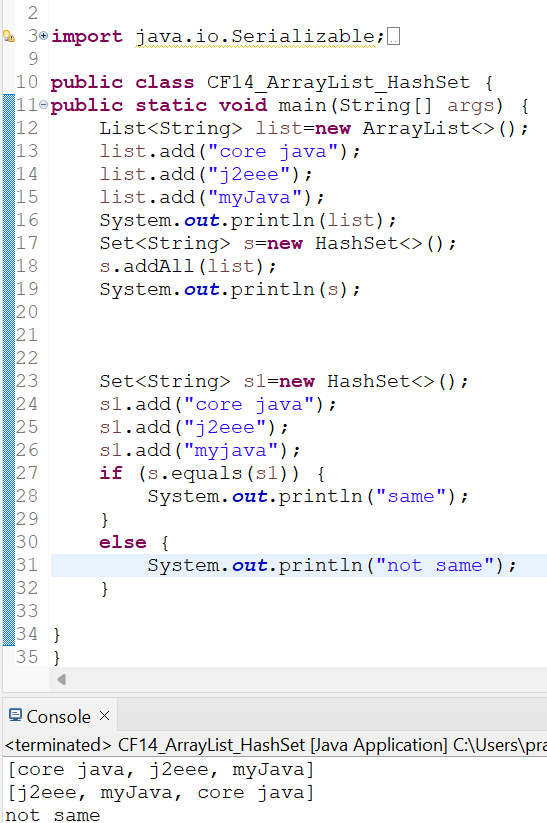 2
3 import java.io.Serializable;
9
10 public class CF14_ArrayList_HashSet {
11 public static void main(String[] args) {
12 List<String> list=new ArrayList<>();
13 list.add("core java");
14 list.add("j2eee");
15 list.add("myJava");
16 System.out.println(list);
17 Set<String> s=new HashSet<>();
18 s.addAll(list);
19 System.out.println(s);
20
21
22
23 Set<String> s1=new HashSet<>();
24 s1.add("core java");
25 s1.add("j2eee");
26 s1.add("myjava");
27 if (s.equals(s1)) {
28 System.out.println("same");
29 }
30 else {
31 System.out.println("not same");
32 }
33
34 }
35 }
Console
<terminated> CF14_ArrayList_HashSet [Java Application] C:\Users\pra
[core java, j2eee, myJava]
[j2eee, myJava, core java]
not same